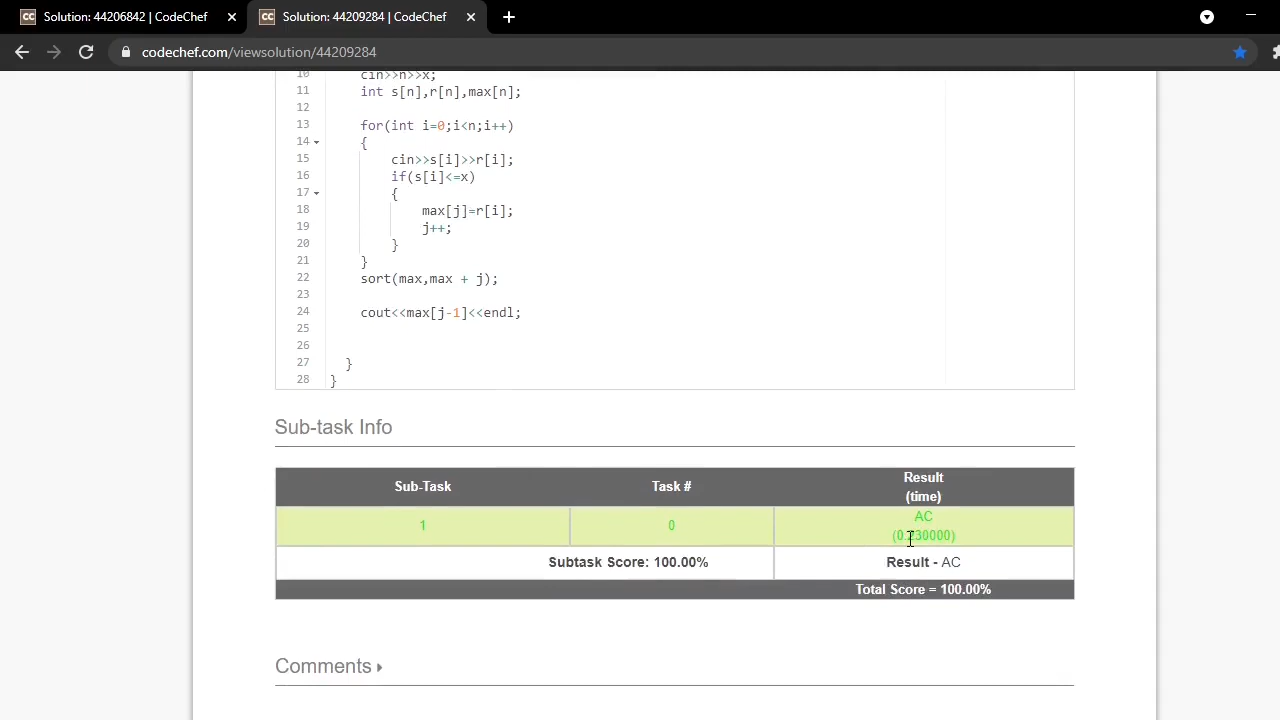 Solution: 44206842 | CodeChef
Solution: 44209284 | CodeChef
codechef.com/viewsolution/44209284
10 cin>>n>>x;
11 int s[n],r[n],max[n];
12
13 for(int i=0;i<n;i++)
14 {
15 cin>>s[i]>>r[i];
16 if(s[i]<=x)
17 {
18 max[j]=r[i];
19 j++;
20 }
21 }
22 sort(max,max + j);
23
24 cout<<max[j-1]<<endl;
25
26
27 }
28 }
Sub-task Info
Sub-Task Task # Result (time)
1 0 AC (0.230000)
Subtask Score: 100.00% Result - AC
Total Score = 100.00%
Comments